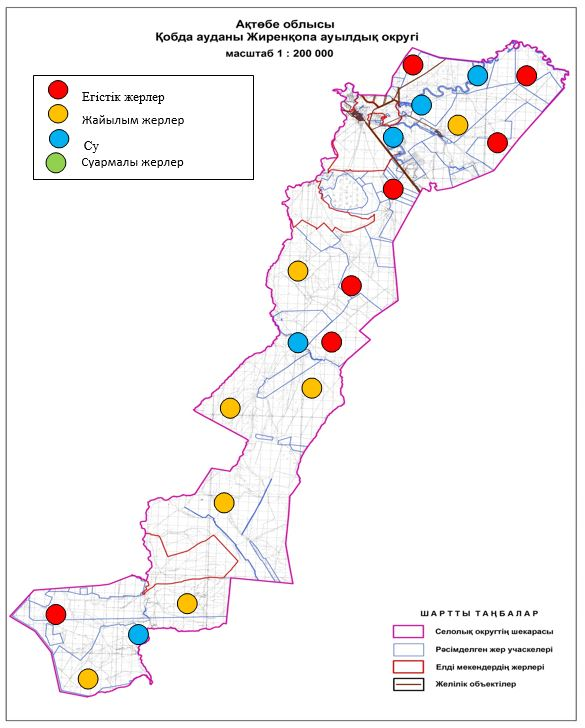 Ақтөбе облысы
Қобда ауданы Жиренқопа ауылдық округі
масштаб 1 : 200 000
Егістік жерлер
Жайылым жерлер
Су
Суармалы жерлер
ШАРТТЫ ТАҢБАЛАР
Селолық округтің шекарасы
Рәсімделген жер учаскелері
Елді мекендердің жерлері
Желілік объектілер